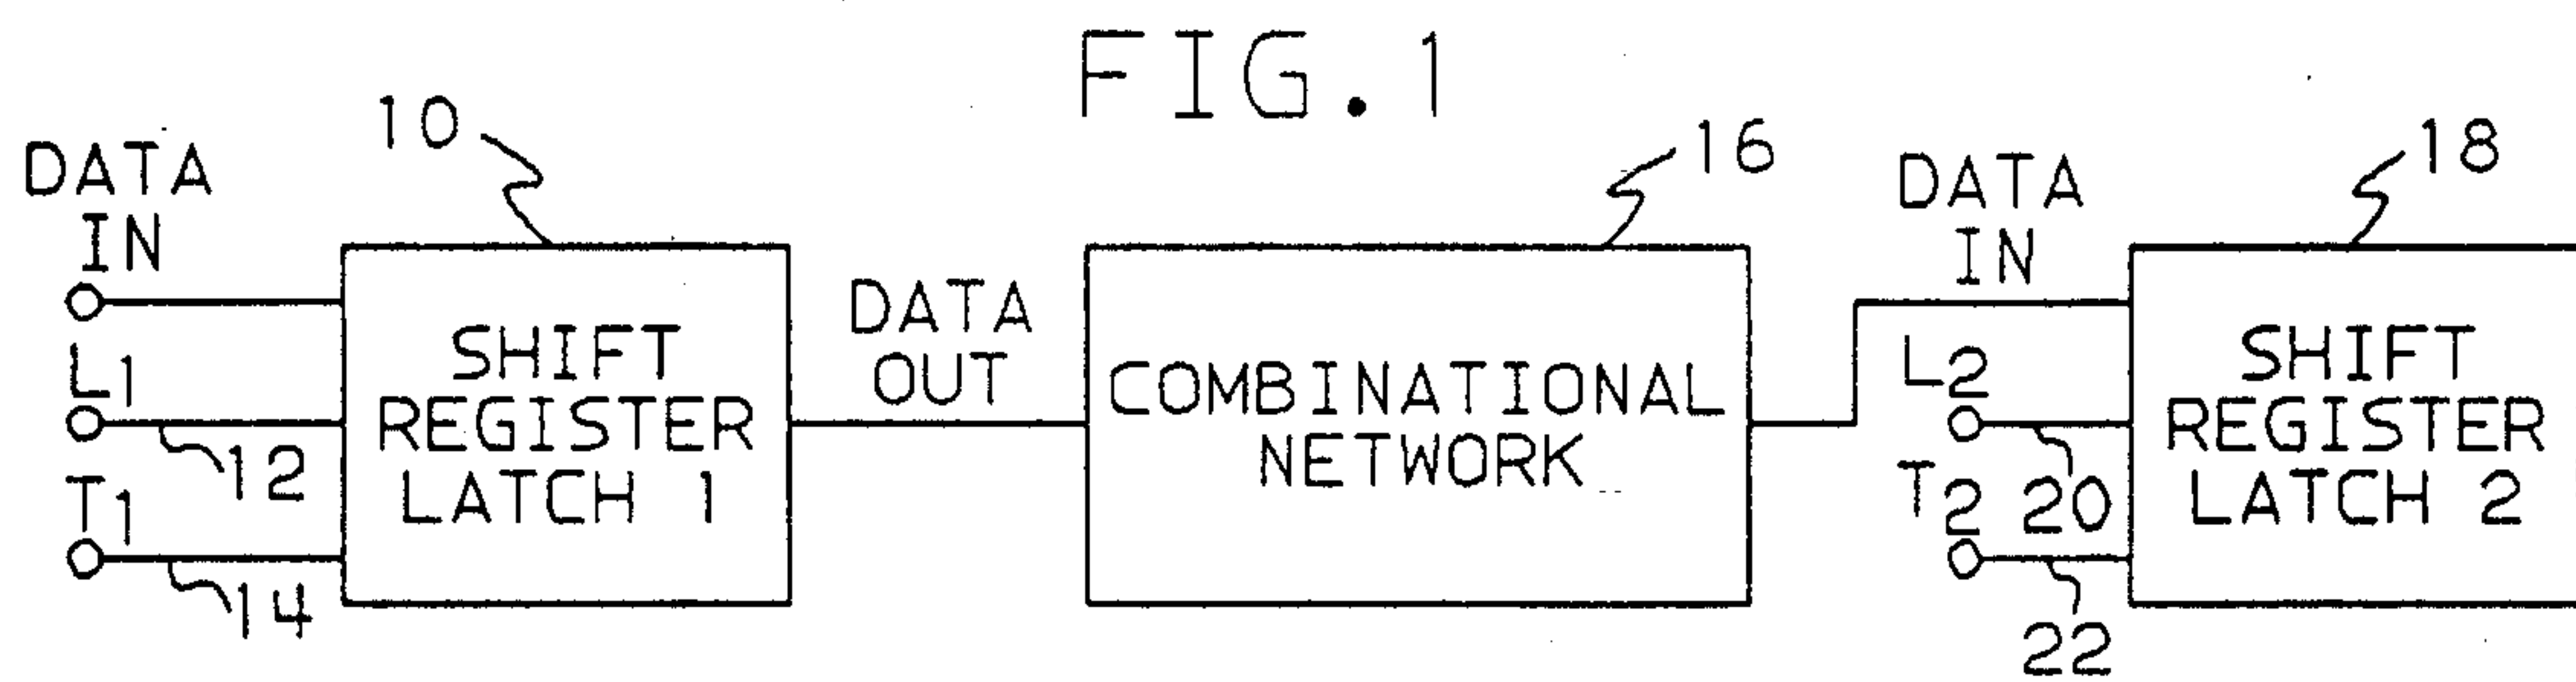 FIG.1
10
16
18
DATA
IN
DATA
IN
L1
T1
12
14
SHIFT
REGISTER
LATCH 1
DATA
OUT
COMBINATIONAL
NETWORK
L2
T2
20
22
SHIFT
REGISTER
LATCH 2